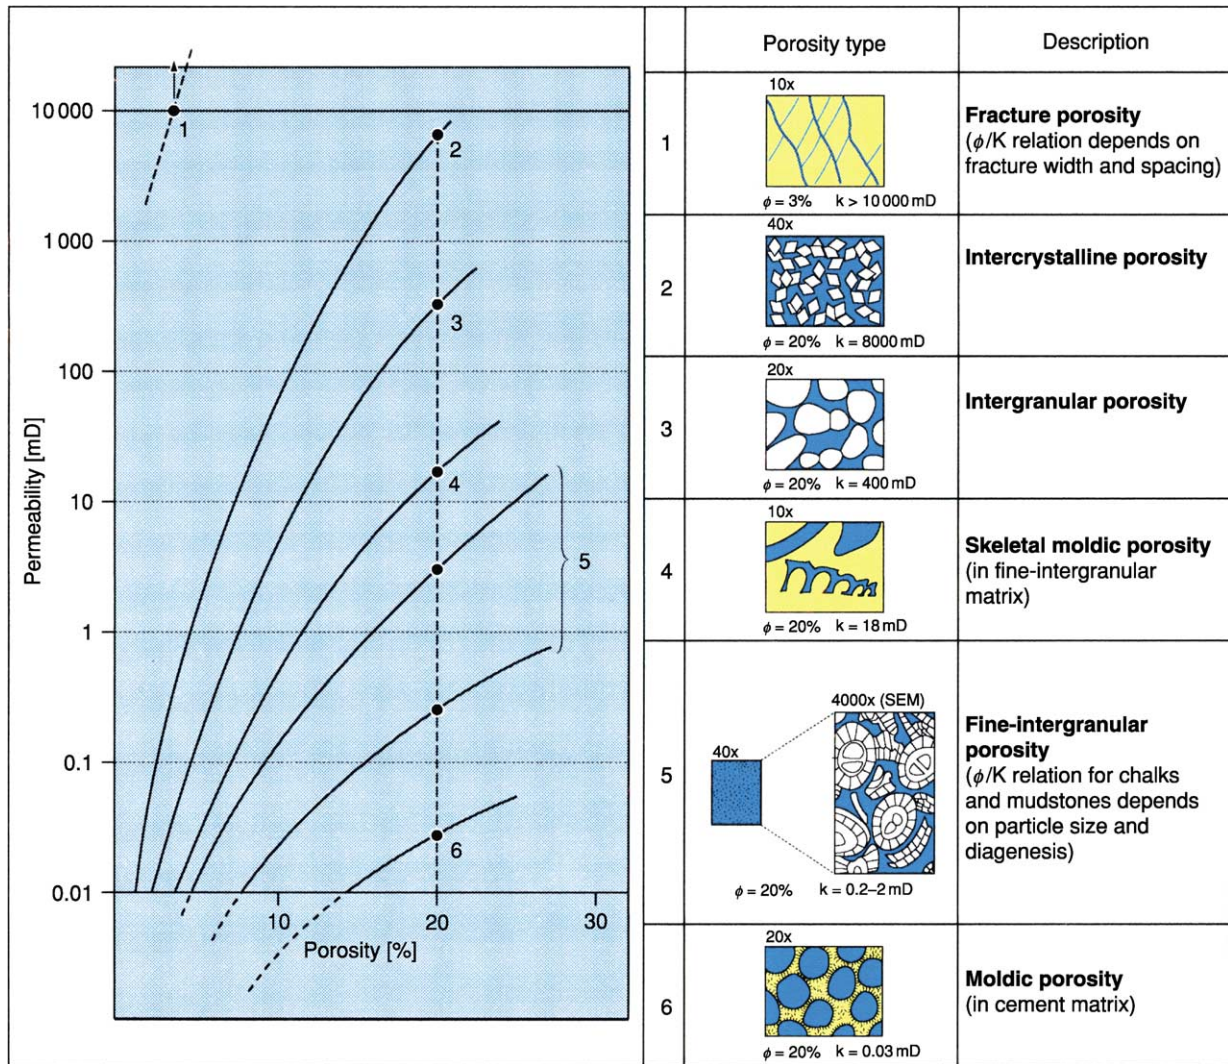 10 000
1 000
100
10
1
0.1
0.01
Permeability [mD]
10
20
30
Porosity [%]
1
2
3
4
5
6
Porosity type
Description
1
10x
ϕ = 3% k > 10 000 mD
Fracture porosity
(ϕ/K relation depends on
fracture width and spacing)
2
40x
ϕ = 20% k = 8000 mD
Intercrystalline porosity
3
20x
ϕ = 20% k = 400 mD
Intergranular porosity
4
10x
ϕ = 20% k = 18 mD
Skeletal moldic porosity
(in fine-intergranular
matrix)
5
40x
4000x (SEM)
ϕ = 20% k = 0.2–2 mD
Fine-intergranular
porosity
(ϕ/K relation for chalks
and mudstones depends
on particle size and
diagenesis)
6
20x
ϕ = 20% k = 0.03 mD
Moldic porosity
(in cement matrix)